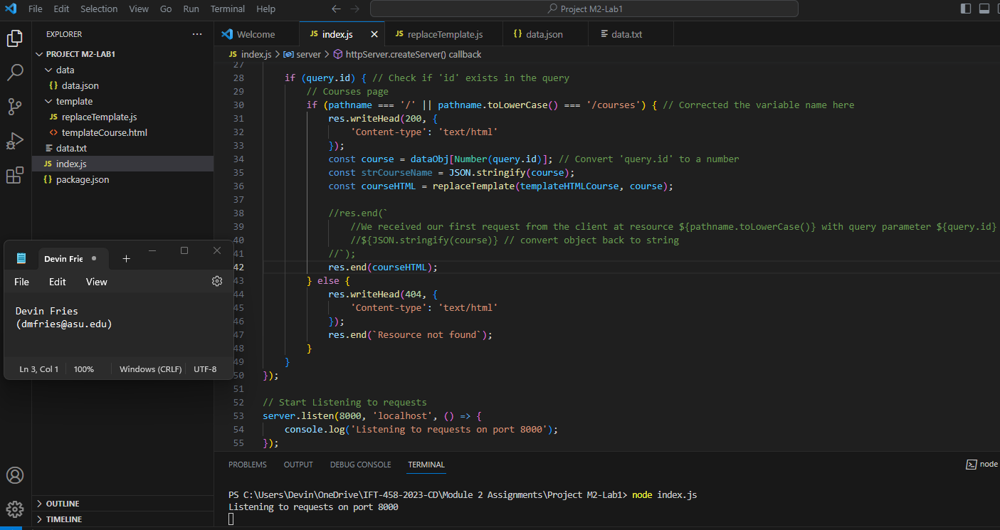 File Edit Selection View Go Run Terminal Help
Project M2-Lab1
EXPLORER
PROJECT M2-LAB1
data
{} data.json
template
JS replaceTemplate.js
<> templateCourse.html
data.txt
JS index.js
{} package.json
OUTLINE
TIMELINE
Welcome
JS index.js
JS replaceTemplate.js
{} data.json
data.txt
JS index.js > server > httpServer.createServer() callback
27
28 if (query.id) { // Check if 'id' exists in the query
29 // Courses page
30 if (pathname === '/' || pathname.toLowerCase() === '/courses') { // Corrected the variable name here
31 res.writeHead(200, {
32 'Content-type': 'text/html'
33 });
34 const course = dataObj[Number(query.id)]; // Convert 'query.id' to a number
35 const strCourseName = JSON.stringify(course);
36 const courseHTML = replaceTemplate(templateHTMLCourse, course);
37
38 //res.end(`
39 //We received our first request from the client at resource ${pathname.toLowerCase()} with query parameter ${query.id}
40 //${JSON.stringify(course)} // convert object back to string
41 //`);
42 res.end(courseHTML);
43 } else {
44 res.writeHead(404, {
45 'Content-type': 'text/html'
46 });
47 res.end(`Resource not found`);
48 }
49 }
50 });
51
52 // Start Listening to requests
53 server.listen(8000, 'localhost', () => {
54 console.log('Listening to requests on port 8000');
55 });
Devin Frie
File Edit View
Devin Fries
(dmfries@asu.edu)
Ln 3, Col 1 100% Windows (CRLF) UTF-8
PROBLEMS OUTPUT DEBUG CONSOLE TERMINAL
node
PS C:\Users\Devin\OneDrive\IFT-458-2023-CD\Module 2 Assignments\Project M2-Lab1> node index.js
Listening to requests on port 8000